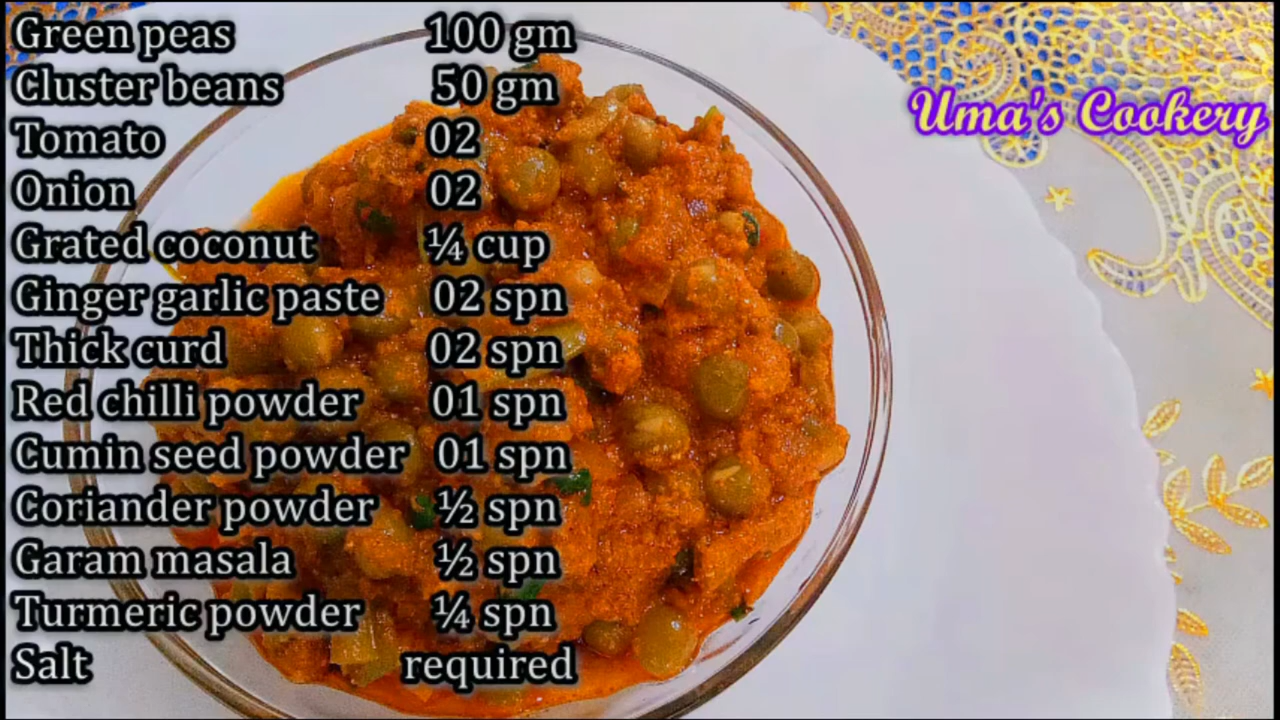 Green peas 100 gm
Cluster beans 50 gm
Tomato 02
Onion 02
Grated coconut ¼ cup
Ginger garlic paste 02 spn
Thick curd 02 spn
Red chilli powder 01 spn
Cumin seed powder 01 spn
Coriander powder ½ spn
Garam masala ½ spn
Turmeric powder ¼ spn
Salt required
Uma's Cookery